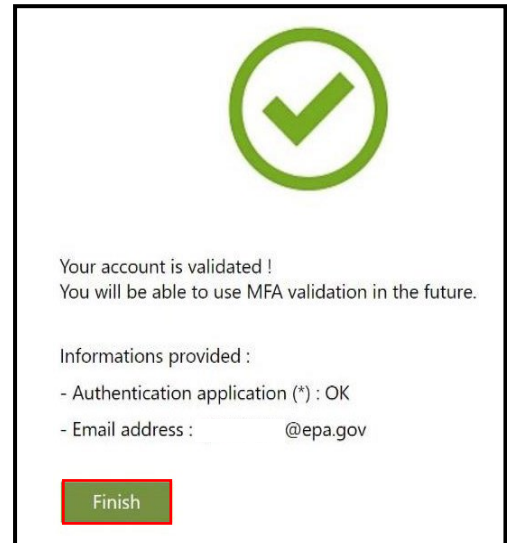 Your account is validated !
You will be able to use MFA validation in the future.
Informations provided :
- Authentication application (*) : OK
- Email address : @epa.gov
Finish